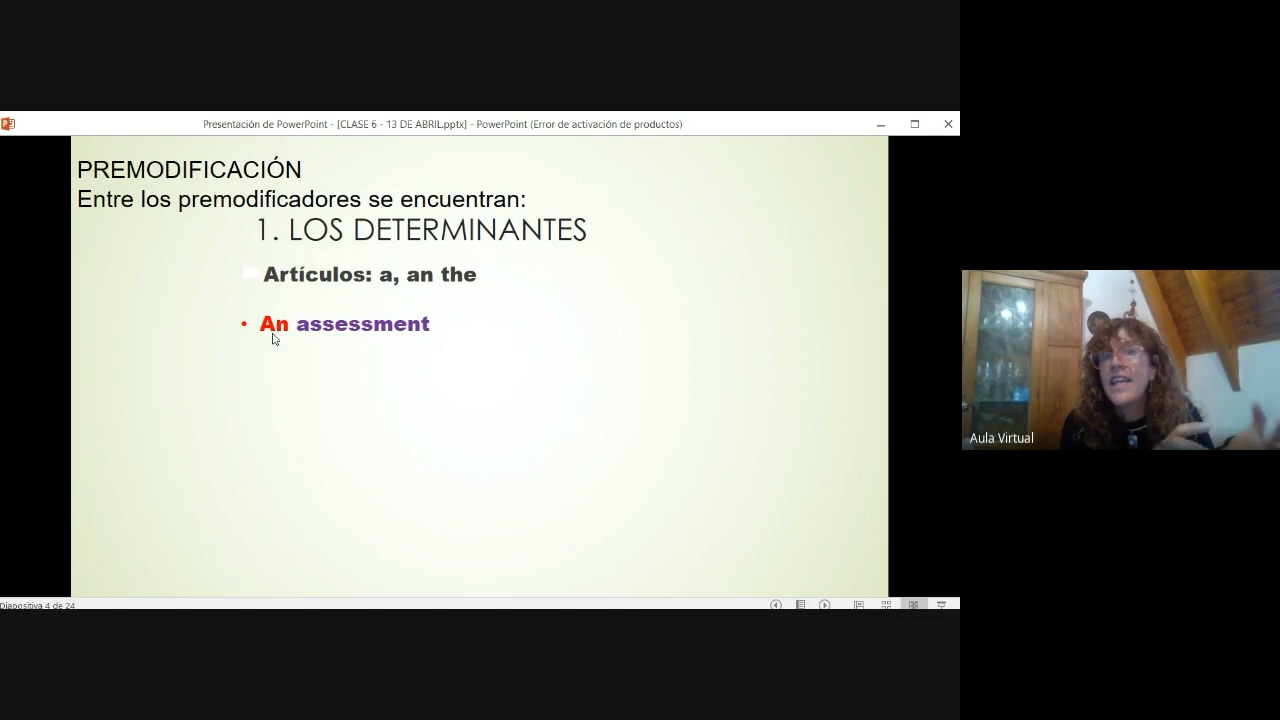 Presentación de PowerPoint - [CLASE 6 - 13 DE ABRIL.pptx] - PowerPoint (Error de activación de productos)
PREMODIFICACIÓN
Entre los premodificadores se encuentran:
1. LOS DETERMINANTES
Artículos: a, an the
• An assessment
Aula Virtual
Diapositiva 4 de 24